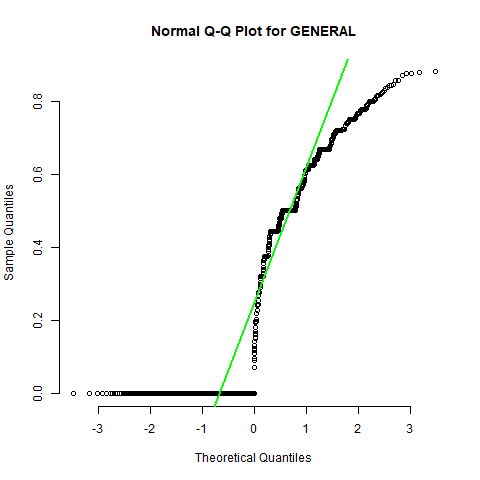 Normal Q-Q Plot for GENERAL
Sample Quantiles
0.8
0.6
0.4
0.2
0.0
-3 -2 -1 0 1 2 3
Theoretical Quantiles